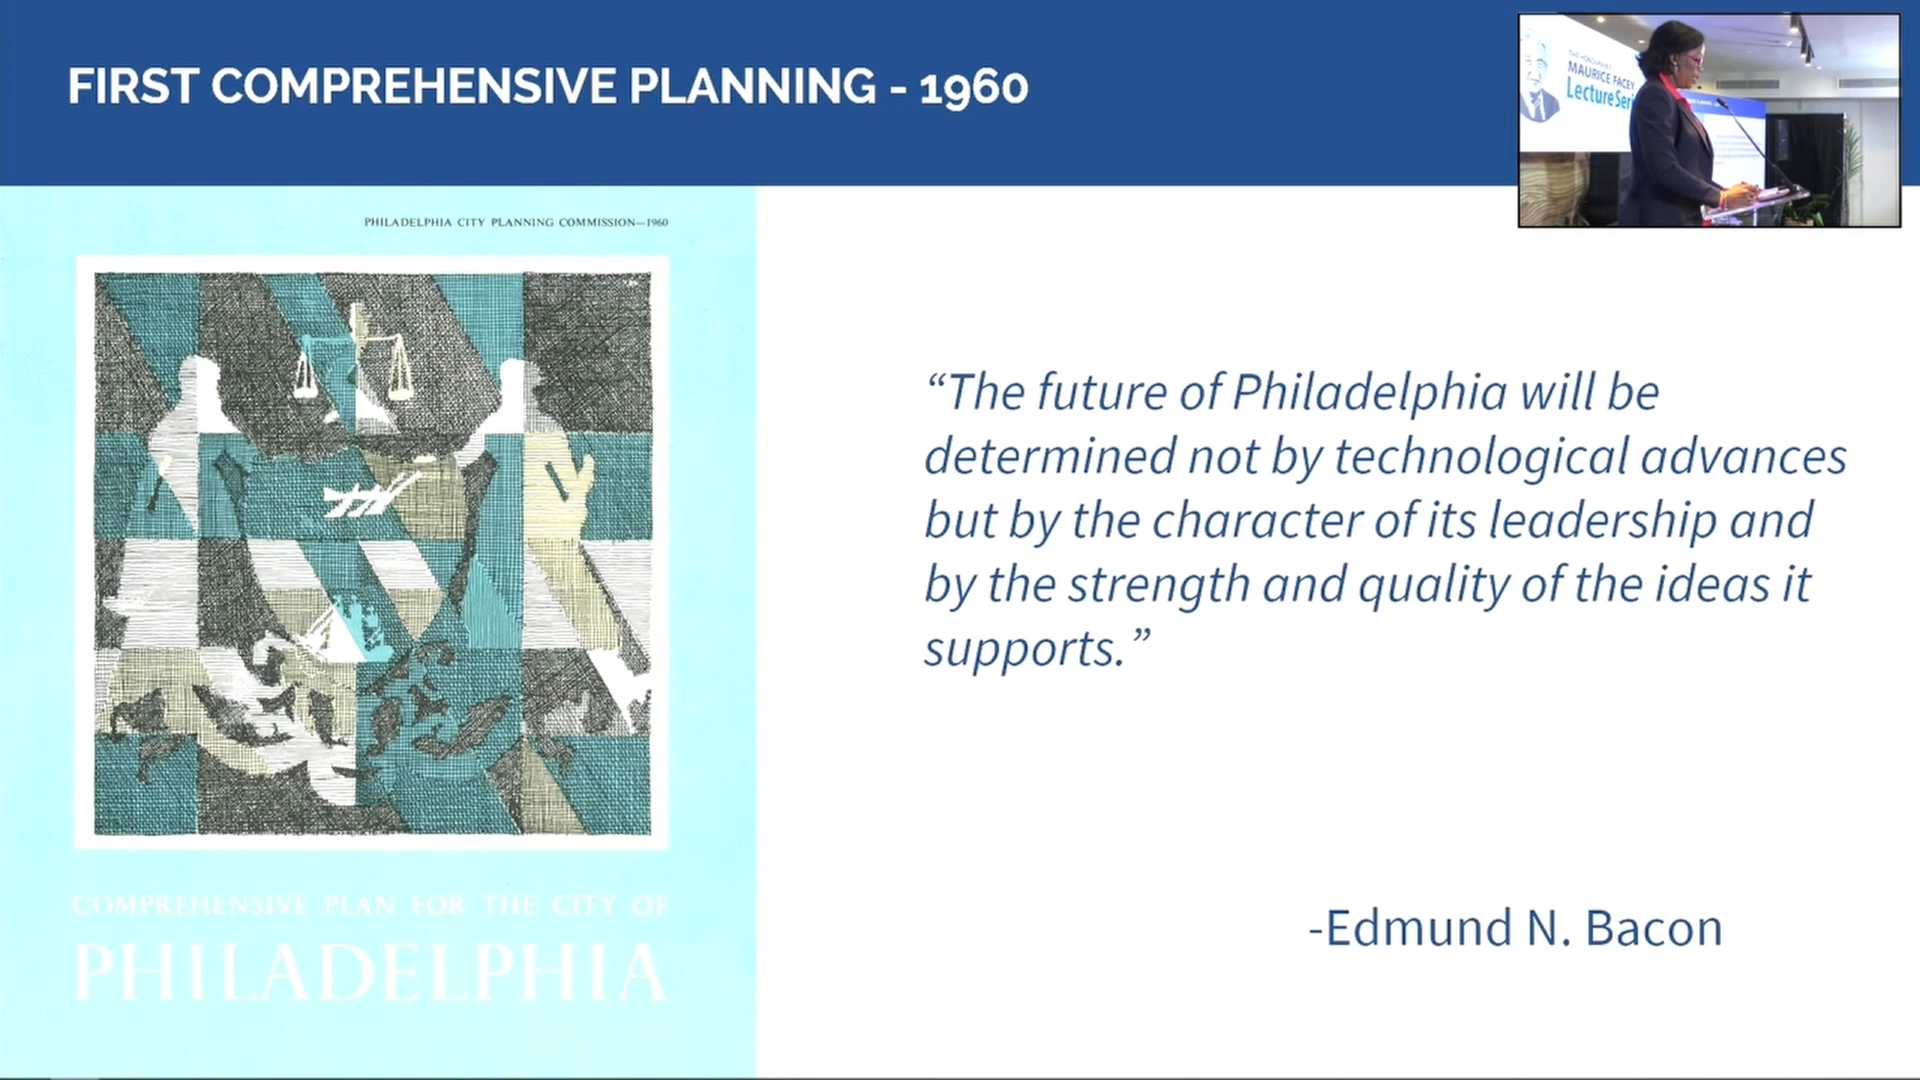 FIRST COMPREHENSIVE PLANNING - 1960
THE HONOURABLE
MAURICE FACEY
Lecture
PHILADELPHIA CITY PLANNING COMMISSION—1960
“The future of Philadelphia will be
determined not by technological advances
but by the character of its leadership and
by the strength and quality of the ideas it
supports.”
-Edmund N. Bacon
COMPREHENSIVE PLAN FOR THE CITY OF
PHILADELPHIA